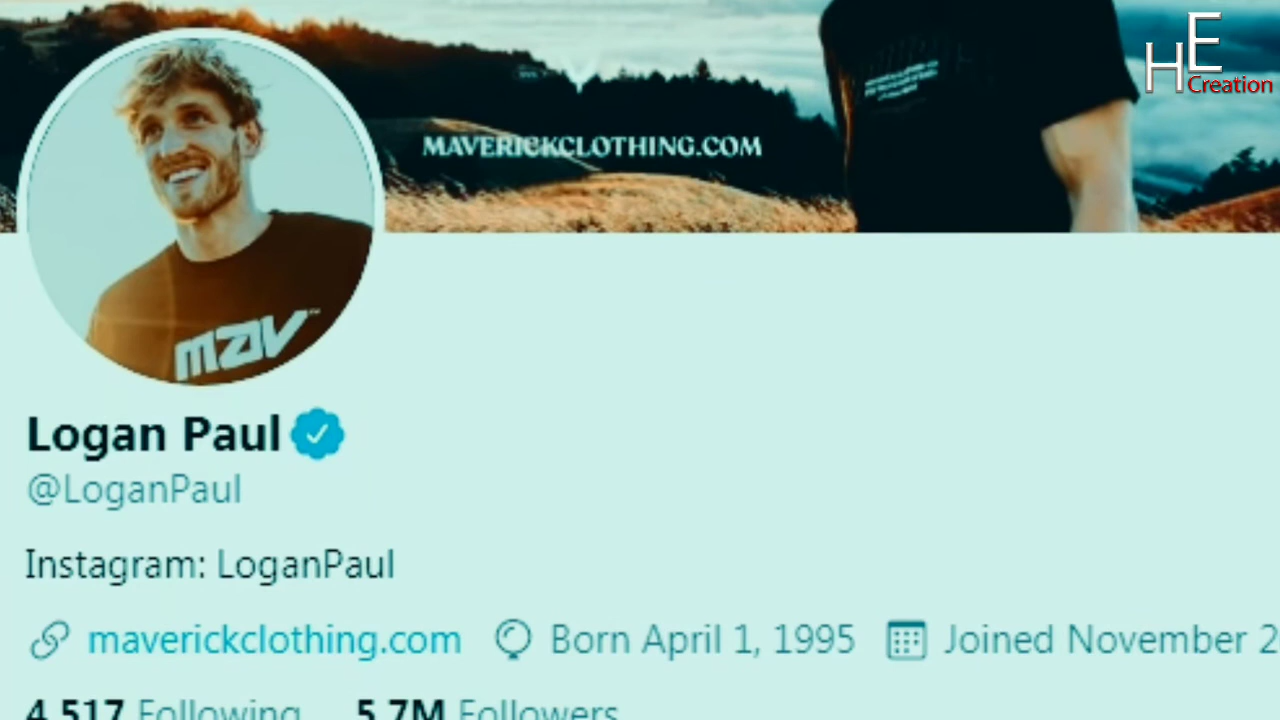 HE
Creation
MAVERICKCLOTHING.COM
mav
Logan Paul
@LoganPaul
Instagram: LoganPaul
maverickclothing.com Born April 1, 1995 Joined November 2
4,517 Following 5.7M Followers